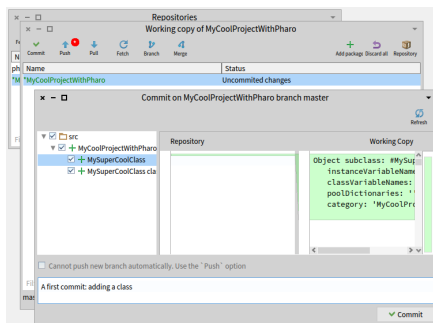 Repositories
Working copy of MyCoolProjectWithPharo
Commit Push Pull Fetch Branch Merge Add package Discard all Repository
Name Status
*MyCoolProjectWithPharo Uncommited changes
Commit on MyCoolProjectWithPharo branch master
Refresh
src
MyCoolProjectWithPharo
MySuperCoolClass
MySuperCoolClass cla
Repository Working Copy
Object subclass: #MySup
instanceVariableName
classVariableNames:
poolDictionaries: '
category: 'MyCoolPro
Cannot push new branch automatically. Use the `Push` option
A first commit: adding a class
Commit